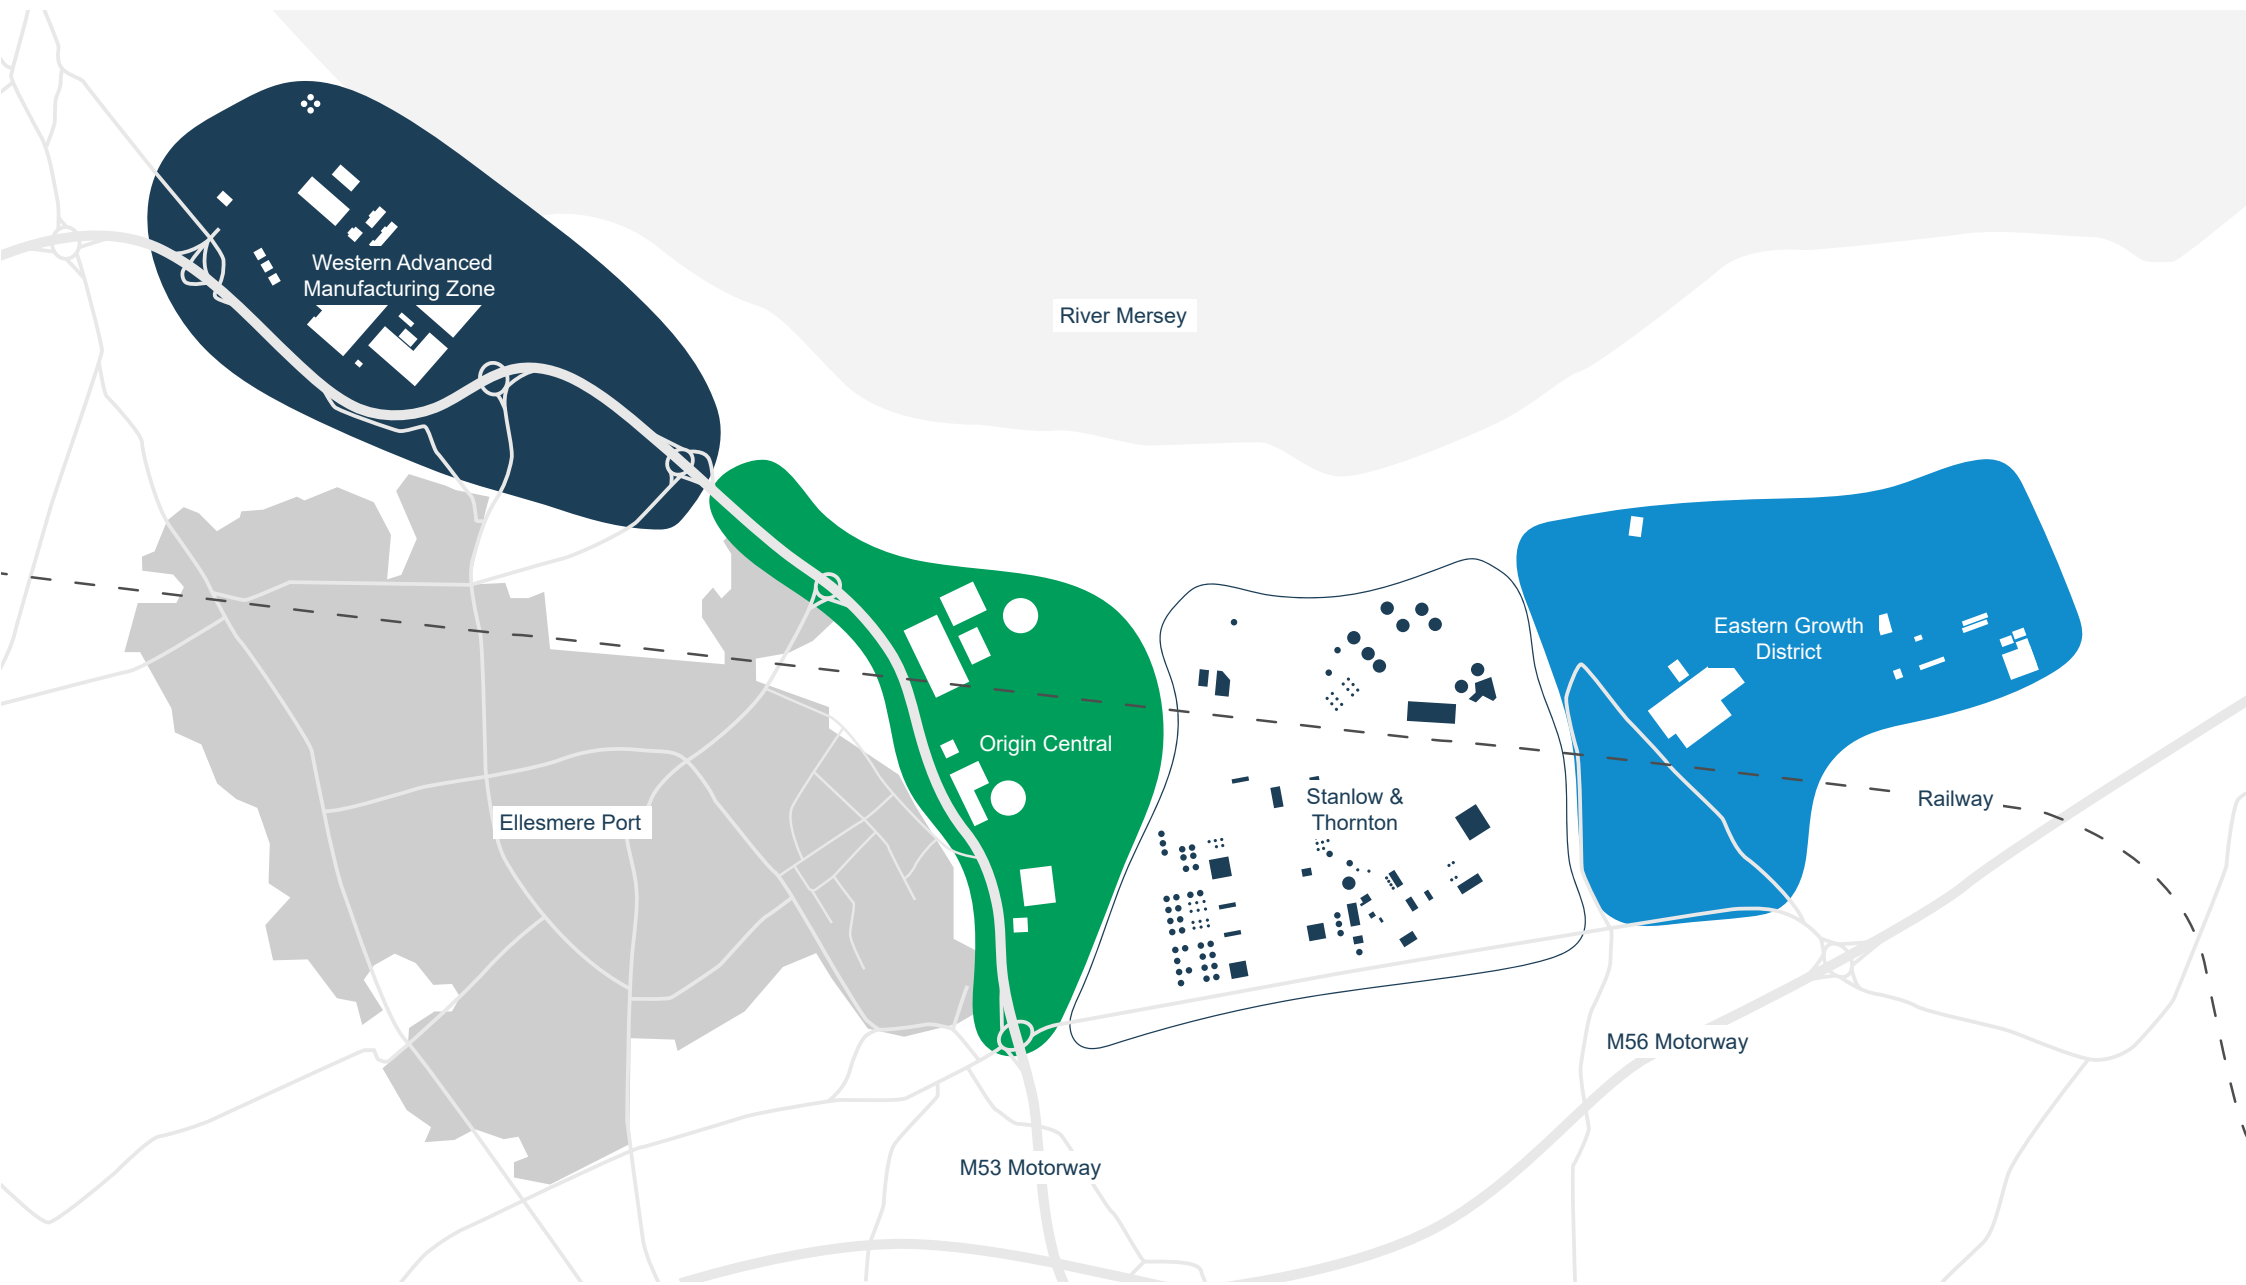 Western Advanced
Manufacturing Zone
River Mersey
Eastern Growth
District
Origin Central
Stanlow &
Thornton
Railway
Ellesmere Port
M56 Motorway
M53 Motorway